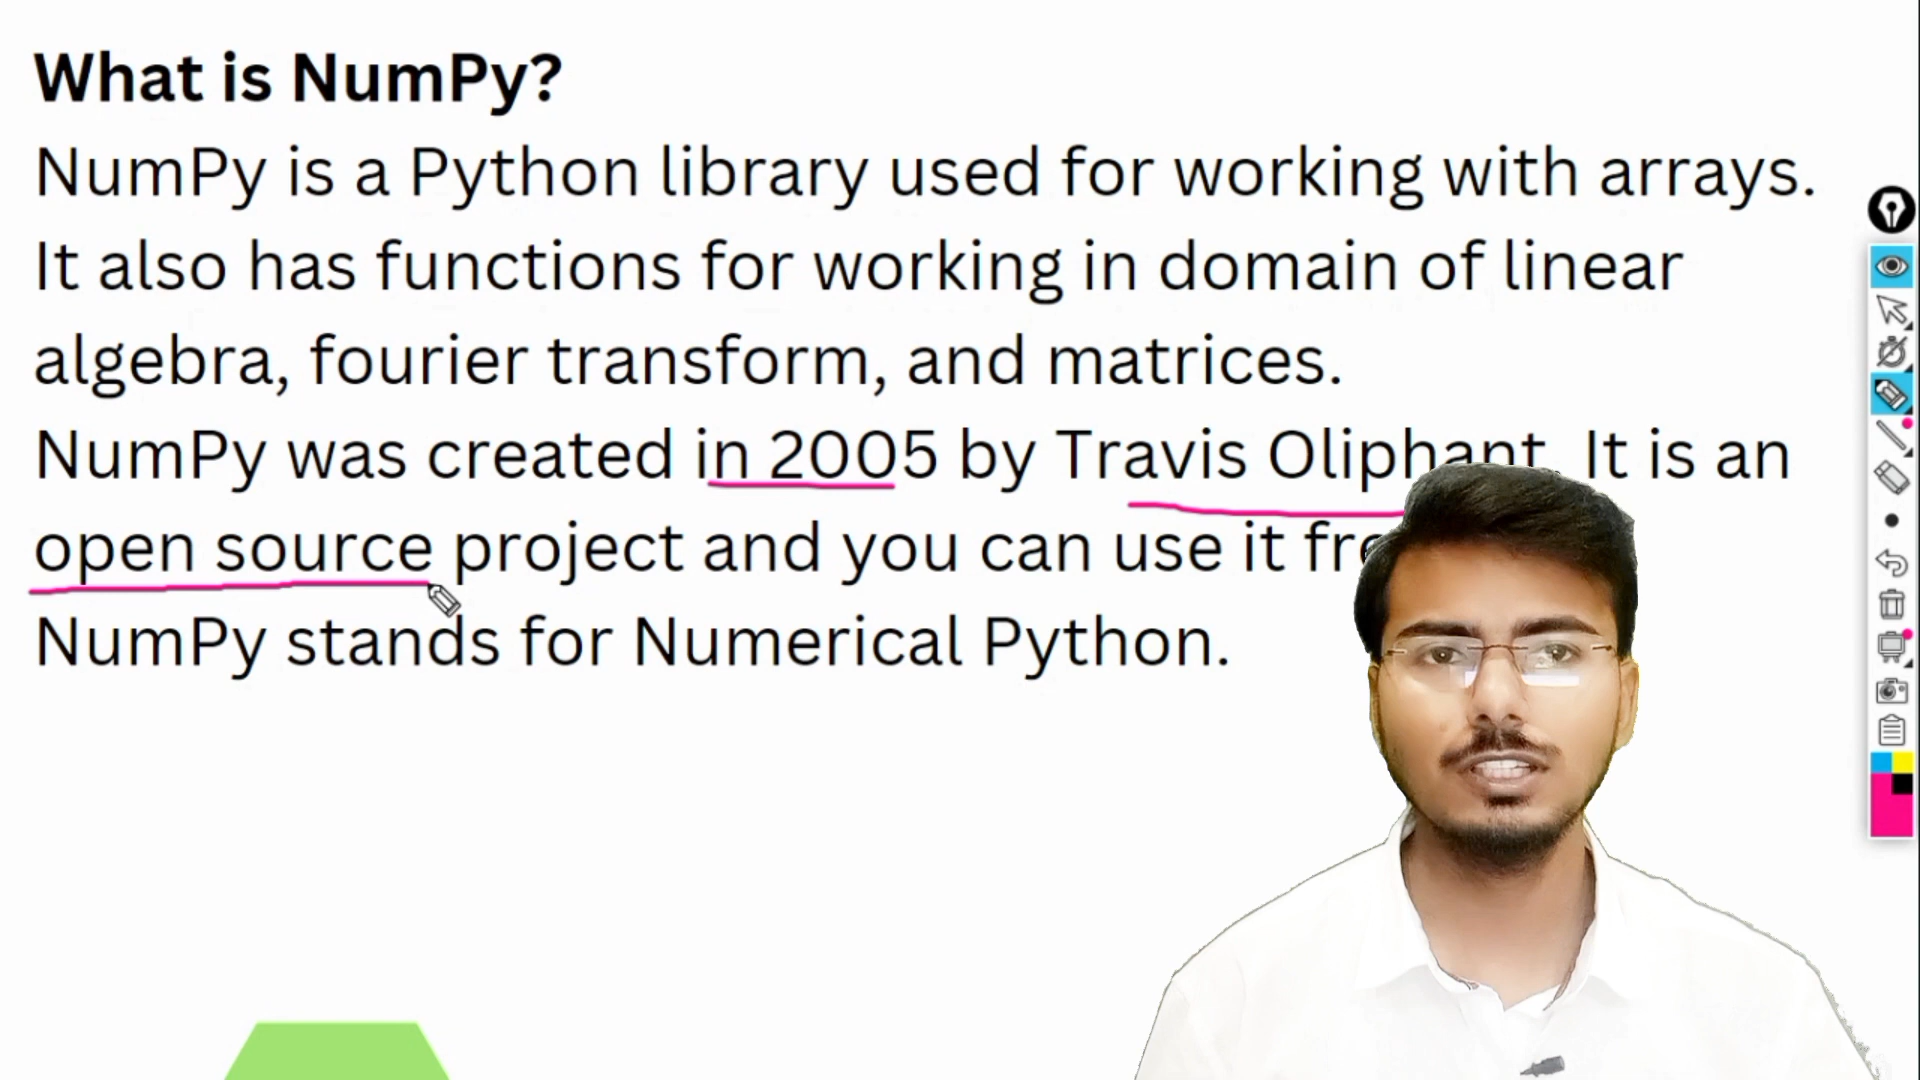 What is NumPy?
NumPy is a Python library used for working with arrays.
It also has functions for working in domain of linear
algebra, fourier transform, and matrices.
NumPy was created in 2005 by Travis Oliphant. It is an
open source project and you can use it
NumPy stands for Numerical Python.